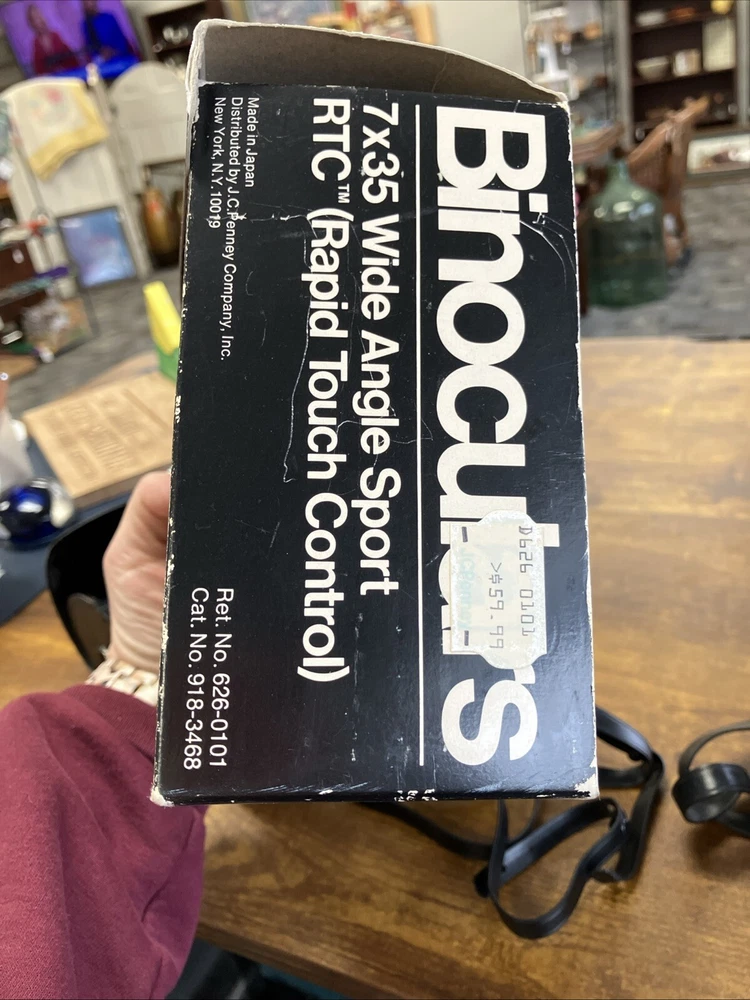 Binoculars
7x35 Wide Angle Sport
RTC™ (Rapid Touch Control)
Made in Japan
Distributed by J.C.Penney Company, Inc.
New York, N.Y. 10019
Ret. No. 626-0101
Cat. No. 918-3468
D626 0101
>$59.99
JCPenney